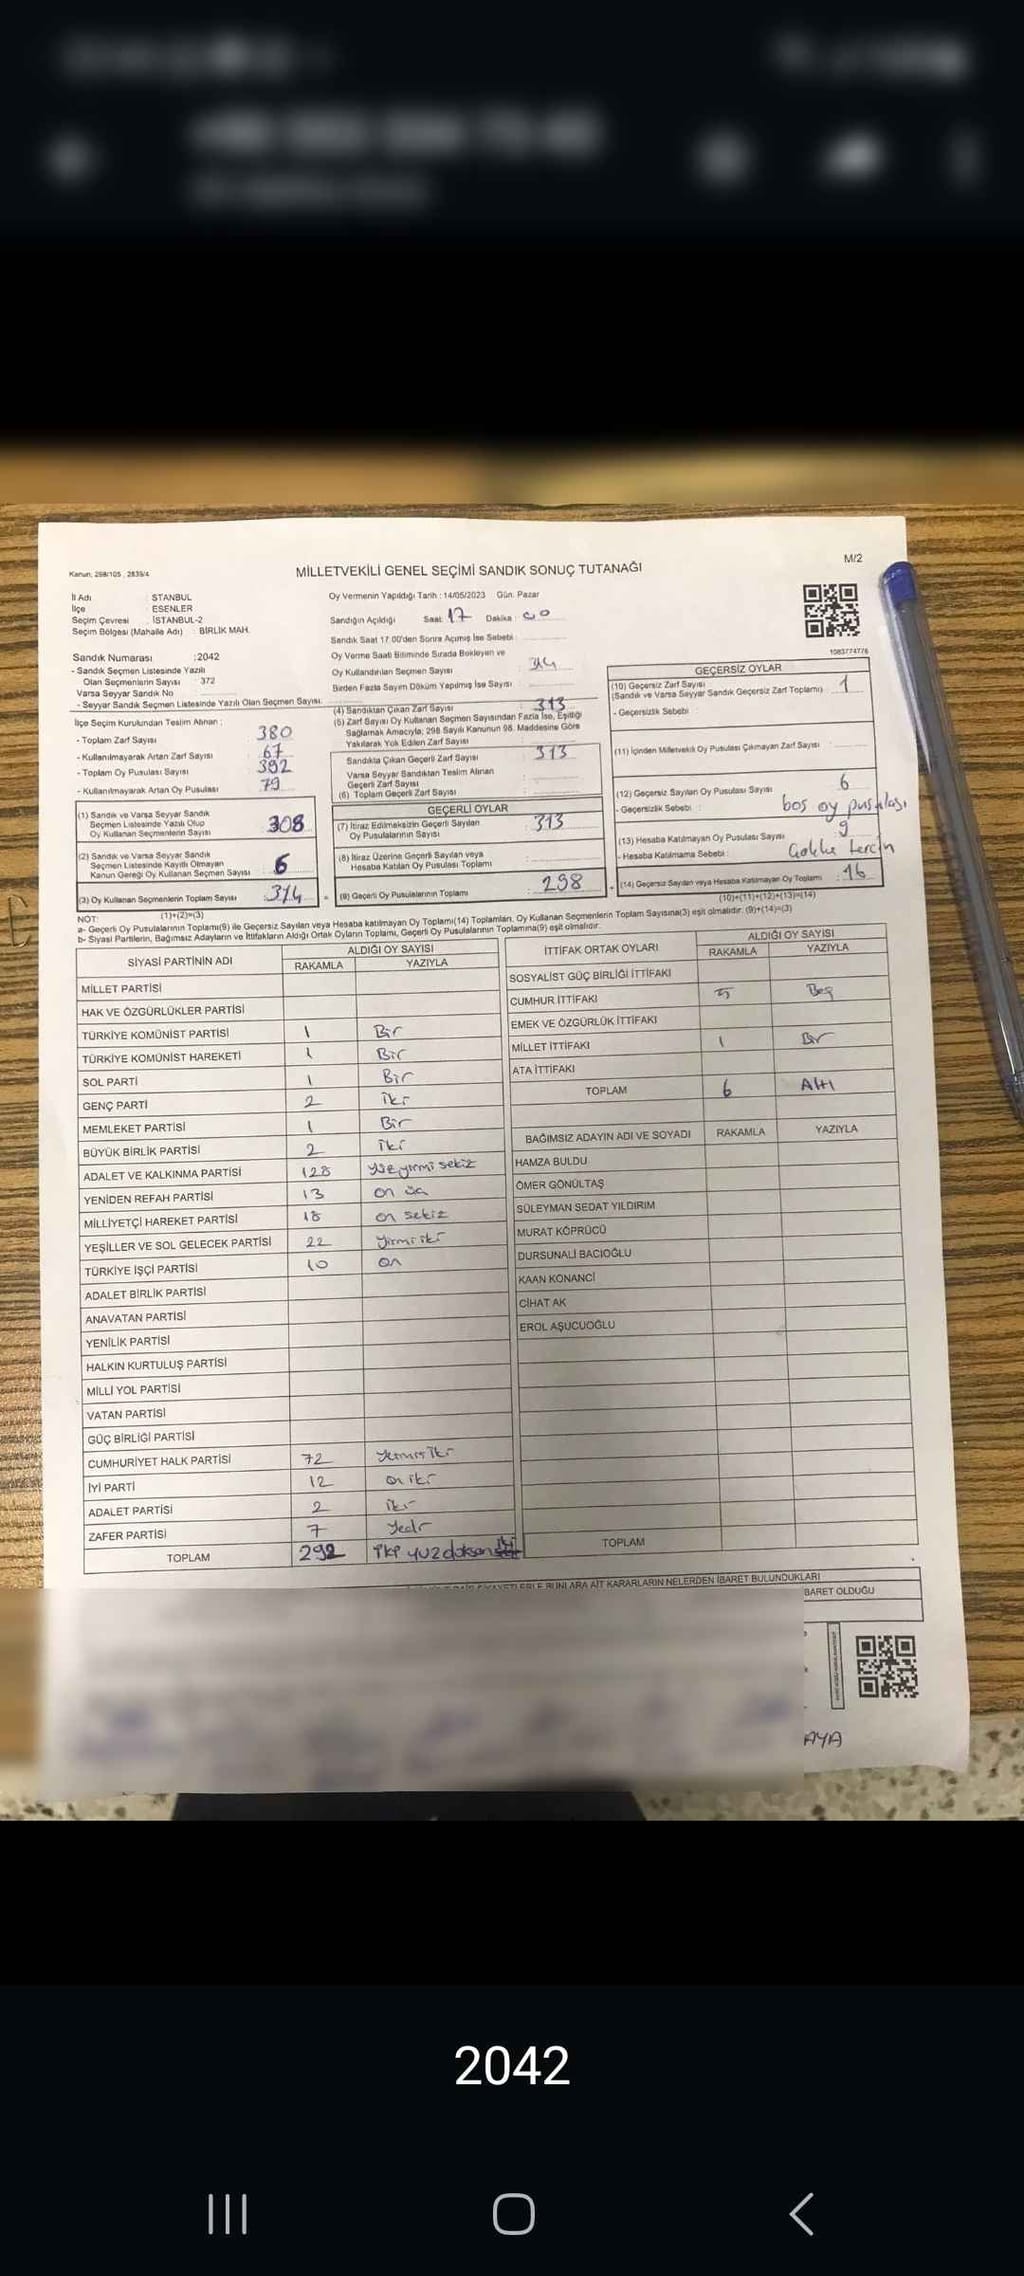 Kanun: 298/105 , 2839/4
MİLLETVEKİLİ GENEL SEÇİMİ SANDIK SONUÇ TUTANAĞI
M/2
İl Adı : İSTANBUL
İlçe : ESENLER
Seçim Çevresi : İSTANBUL-2
Seçim Bölgesi (Mahalle Adı) : BİRLİK MAH.
Oy Vermenin Yapıldığı Tarih : 14/05/2023 Gün: Pazar
Sandığın Açıldığı Saat: 17 Dakika : 00
Sandık Saat 17.00'den Sonra Açılmış İse Sebebi :
Sandık Numarası : 2042
- Sandık Seçmen Listesinde Yazılı
Olan Seçmenlerin Sayısı : 372
Varsa Seyyar Sandık No
- Seyyar Sandık Seçmen Listesinde Yazılı Olan Seçmen Sayısı:
Oy Verme Saati Bitiminde Sırada Bekleyen ve
Oy Kullandırılan Seçmen Sayısı :
Birden Fazla Sayım Döküm Yapılmış İse Sayısı :
1083774776
İlçe Seçim Kurulundan Teslim Alınan :
- Toplam Zarf Sayısı : 380
- Kullanılmayarak Artan Zarf Sayısı : 67
- Toplam Oy Pusulası Sayısı : 392
- Kullanılmayarak Artan Oy Pusulası : 79
(1) Sandık ve Varsa Seyyar Sandık
Seçmen Listesinde Yazılı Olup
Oy Kullanan Seçmenlerin Sayısı : 308
(2) Sandık ve Varsa Seyyar Sandık
Seçmen Listesinde Kayıtlı Olmayan
Kanun Gereği Oy Kullanan Seçmen Sayısı : 6
(3) Oy Kullanan Seçmenlerin Toplam Sayısı : 314
(4) Sandıktan Çıkan Zarf Sayısı : 313
(5) Zarf Sayısı Oy Kullanan Seçmen Sayısından Fazla İse, Eşitliği
Sağlamak Amacıyla; 298 Sayılı Kanunun 98. Maddesine Göre
Yakılarak Yok Edilen Zarf Sayısı :
Sandıkta Çıkan Geçerli Zarf Sayısı : 313
Varsa Seyyar Sandıktan Teslim Alınan
Geçerli Zarf Sayısı :
(6) Toplam Geçerli Zarf Sayısı :
GEÇERLİ OYLAR
(7) İtiraz Edilmeksizin Geçerli Sayılan
Oy Pusulalarının Sayısı : 313
(8) İtiraz Üzerine Geçerli Sayılan veya
Hesaba Katılan Oy Pusulası Toplamı :
(9) Geçerli Oy Pusulalarının Toplamı : 298
GEÇERSİZ OYLAR
(10) Geçersiz Zarf Sayısı
(Sandık ve Varsa Seyyar Sandık Geçersiz Zarf Toplamı) : 1
- Geçersizlik Sebebi :
(11) İçinden Milletvekili Oy Pusulası Çıkmayan Zarf Sayısı :
(12) Geçersiz Sayılan Oy Pusulası Sayısı : 6
- Geçersizlik Sebebi : boş oy pusulası
(13) Hesaba Katılmayan Oy Pusulası Sayısı : 9
- Hesaba Katılmama Sebebi : Çoklu tercih
(14) Geçersiz Sayılan veya Hesaba Katılmayan Oy Toplamı : 16
(1)+(2)=(3)
(10)+(11)+(12)+(13)=(14)
NOT:
a- Geçerli Oy Pusulalarının Toplamı(9) ile Geçersiz Sayılan veya Hesaba katılmayan Oy Toplamı(14) Toplamları, Oy Kullanan Seçmenlerin Toplam Sayısına(3) eşit olmalıdır. (9)+(14)=(3)
b- Siyasi Partilerin, Bağımsız Adayların ve İttifakların Aldığı Ortak Oyların Toplamı, Geçerli Oy Pusulalarının Toplamına(9) eşit olmalıdır.
SİYASİ PARTİNİN ADI ALDIĞI OY SAYISI
RAKAMLA YAZIYLA
MİLLET PARTİSİ
HAK VE ÖZGÜRLÜKLER PARTİSİ
TÜRKİYE KOMÜNİST PARTİSİ 1 Bir
TÜRKİYE KOMÜNİST HAREKETİ 1 Bir
SOL PARTİ 1 Bir
GENÇ PARTİ 2 iki
MEMLEKET PARTİSİ 1 Bir
BÜYÜK BİRLİK PARTİSİ 2 iki
ADALET VE KALKINMA PARTİSİ 128 yüzyirmi sekiz
YENİDEN REFAH PARTİSİ 13 on üç
MİLLİYETÇİ HAREKET PARTİSİ 18 on sekiz
YEŞİLLER VE SOL GELECEK PARTİSİ 22 yirmi iki
TÜRKİYE İŞÇİ PARTİSİ 10 on
ADALET BİRLİK PARTİSİ
ANAVATAN PARTİSİ
YENİLİK PARTİSİ
HALKIN KURTULUŞ PARTİSİ
MİLLİ YOL PARTİSİ
VATAN PARTİSİ
GÜÇ BİRLİĞİ PARTİSİ
CUMHURİYET HALK PARTİSİ 72 yetmiş iki
İYİ PARTİ 12 on iki
ADALET PARTİSİ 2 iki
ZAFER PARTİSİ 7 yedi
TOPLAM 292 iki yüz doksan
İTTİFAK ORTAK OYLARI ALDIĞI OY SAYISI
RAKAMLA YAZIYLA
SOSYALİST GÜÇ BİRLİĞİ İTTİFAKI
CUMHUR İTTİFAKI 5 Beş
EMEK VE ÖZGÜRLÜK İTTİFAKI
MİLLET İTTİFAKI 1 Bir
ATA İTTİFAKI
TOPLAM 6 Altı
BAĞIMSIZ ADAYIN ADI VE SOYADI RAKAMLA YAZIYLA
HAMZA BULDU
ÖMER GÖNÜLTAŞ
SÜLEYMAN SEDAT YILDIRIM
MURAT KÖPRÜCÜ
DURSUNALİ BACIOĞLU
KAAN KONANCİ
CİHAT AK
EROL AŞUCUOĞLU
TOPLAM
BUNLARA AİT KARARLARIN NELERDEN İBARET BULUNDUKLARI
BARET OLDUĞU
AYA
2042